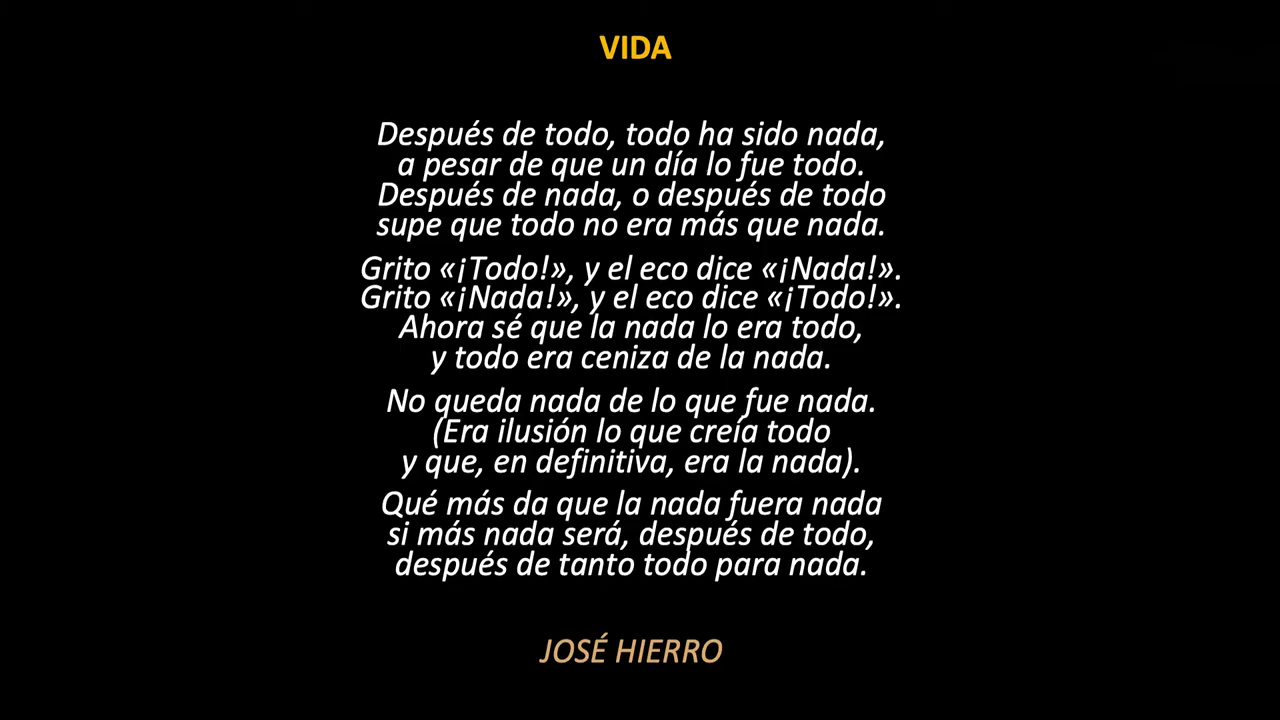 VIDA
Después de todo, todo ha sido nada,
a pesar de que un día lo fue todo.
Después de nada, o después de todo
supe que todo no era más que nada.
Grito «¡Todo!», y el eco dice «¡Nada!».
Grito «¡Nada!», y el eco dice «¡Todo!».
Ahora sé que la nada lo era todo,
y todo era ceniza de la nada.
No queda nada de lo que fue nada.
(Era ilusión lo que creía todo
y que, en definitiva, era la nada).
Qué más da que la nada fuera nada
si más nada será, después de todo,
después de tanto todo para nada.
JOSÉ HIERRO